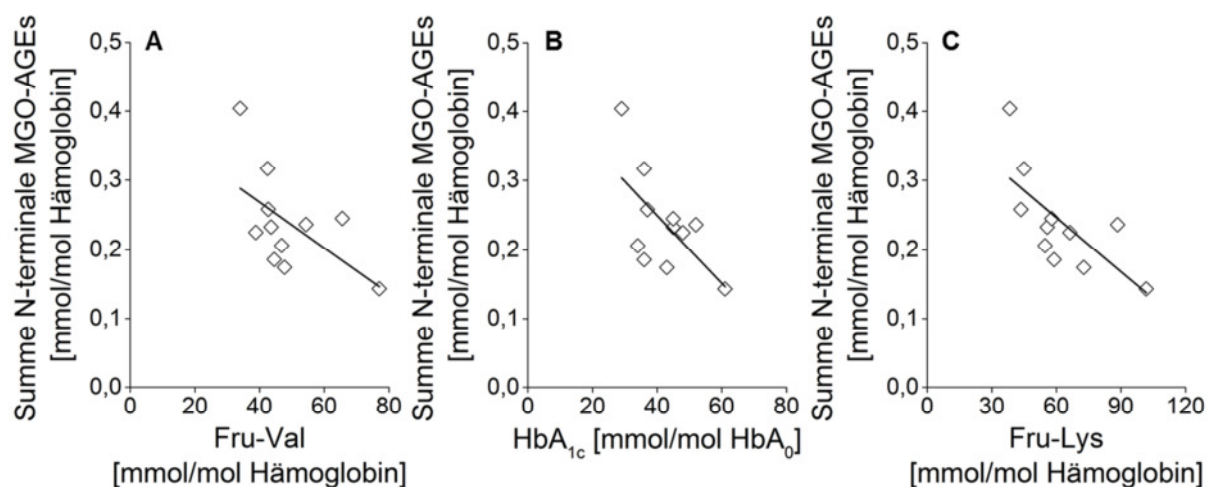 A
Summe N-terminale MGO-AGEs
[mmol/mol Hämoglobin]
0,5
0,4
0,3
0,2
0,1
0,0
0 20 40 60 80
Fru-Val
[mmol/mol Hämoglobin]
B
Summe N-terminale MGO-AGEs
[mmol/mol Hämoglobin]
0,5
0,4
0,3
0,2
0,1
0,0
0 20 40 60 80
HbA1c [mmol/mol HbA0]
C
Summe N-terminale MGO-AGEs
[mmol/mol Hämoglobin]
0,5
0,4
0,3
0,2
0,1
0,0
0 30 60 90 120
Fru-Lys
[mmol/mol Hämoglobin]